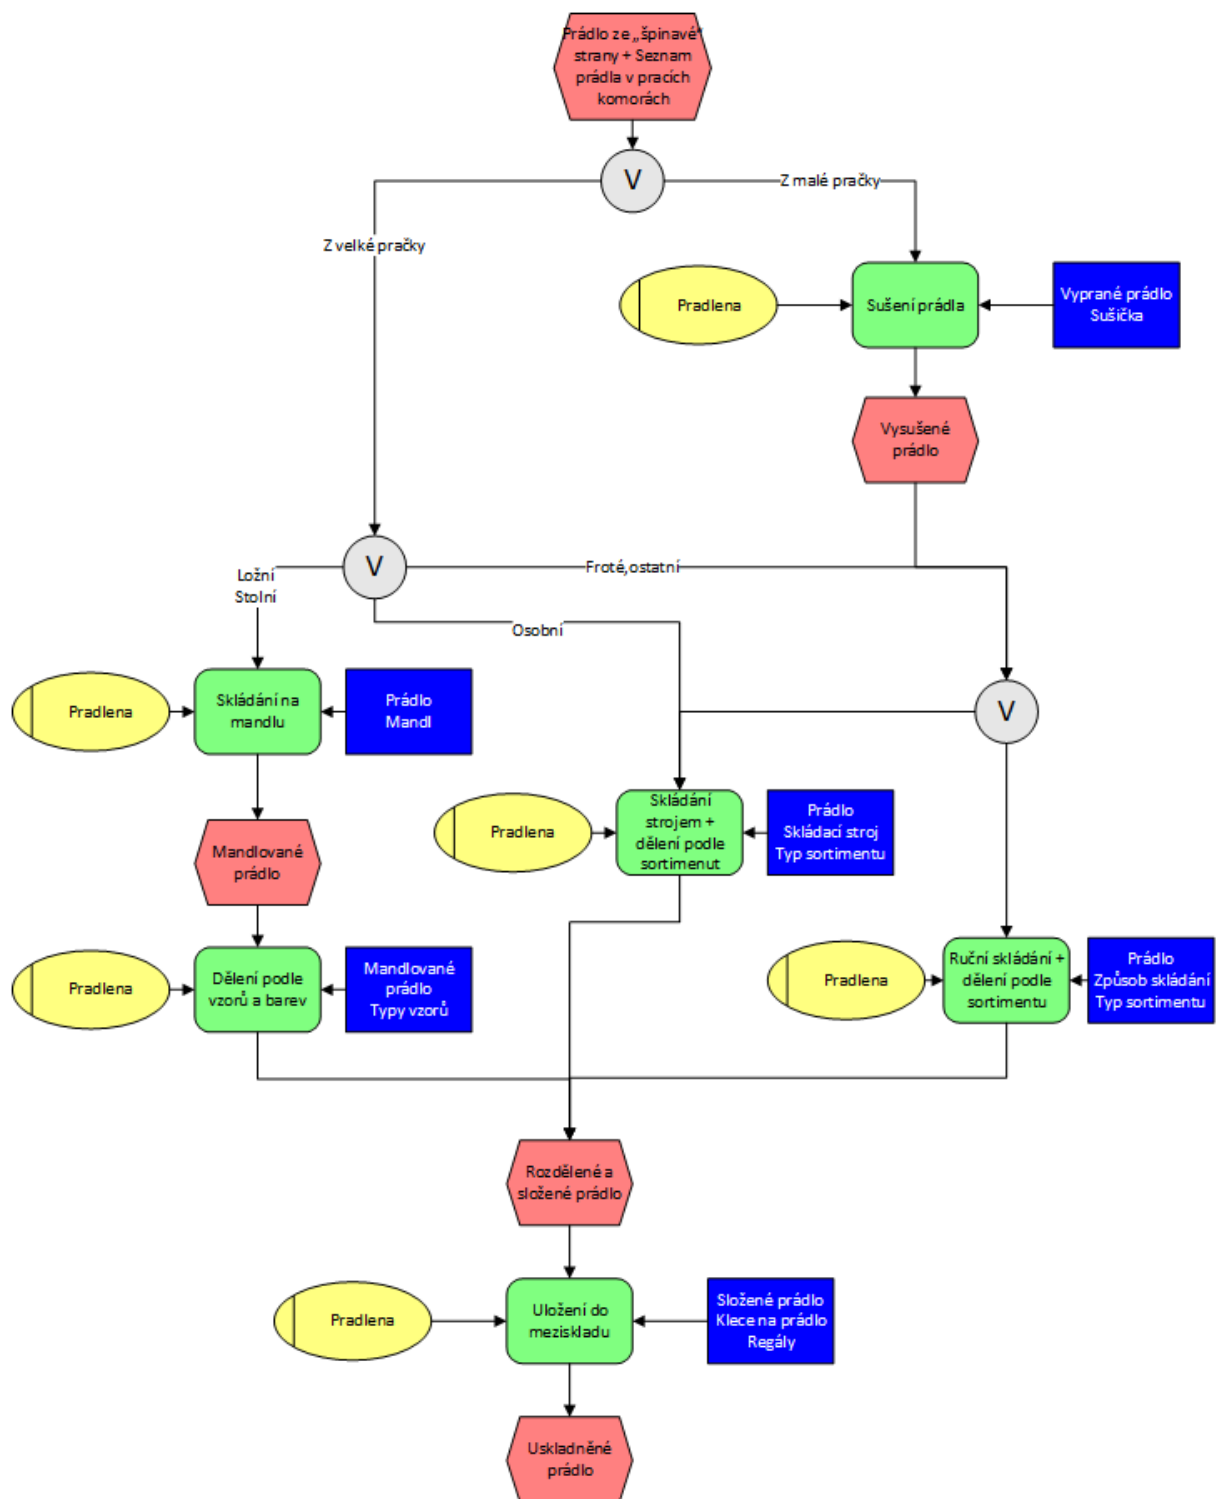 Prádlo ze „špinavé“
strany + Seznam
prádla v pracích
komorách
V
Z malé pračky
Z velké pračky
Pradlena
Sušení prádla
Vyprané prádlo
Sušička
Vysušené
prádlo
V
Froté,ostatní
Ložní
Stolní
Osobní
Pradlena
Skládání na
mandlu
Prádlo
Mandl
V
Pradlena
Skládání
strojem +
dělení podle
sortimenut
Prádlo
Skládací stroj
Typ sortimentu
Mandlované
prádlo
Pradlena
Dělení podle
vzorů a barev
Mandlované
prádlo
Typy vzorů
Pradlena
Ruční skládání +
dělení podle
sortimentu
Prádlo
Způsob skládání
Typ sortimentu
Rozdělené a
složené prádlo
Pradlena
Uložení do
meziskladu
Složené prádlo
Klece na prádlo
Regály
Uskladněné
prádlo